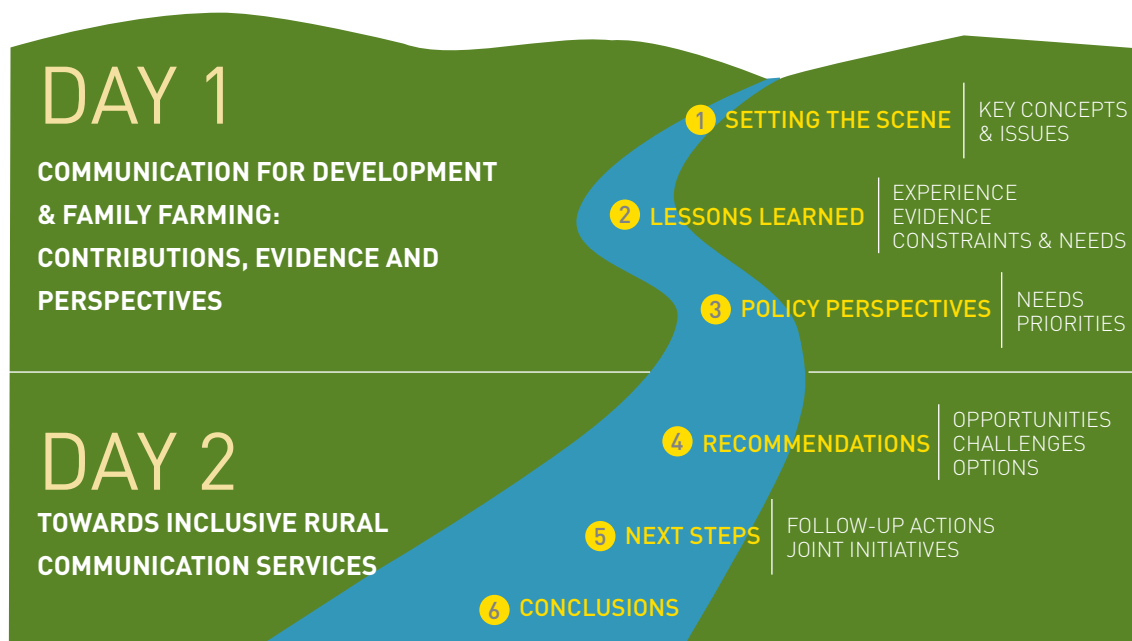 DAY 1
COMMUNICATION FOR DEVELOPMENT
& FAMILY FARMING:
CONTRIBUTIONS, EVIDENCE AND
PERSPECTIVES
1 SETTING THE SCENE
KEY CONCEPTS
& ISSUES
2 LESSONS LEARNED
EXPERIENCE
EVIDENCE
CONSTRAINTS & NEEDS
3 POLICY PERSPECTIVES
NEEDS
PRIORITIES
DAY 2
TOWARDS INCLUSIVE RURAL
COMMUNICATION SERVICES
4 RECOMMENDATIONS
OPPORTUNITIES
CHALLENGES
OPTIONS
5 NEXT STEPS
FOLLOW-UP ACTIONS
JOINT INITIATIVES
6 CONCLUSIONS